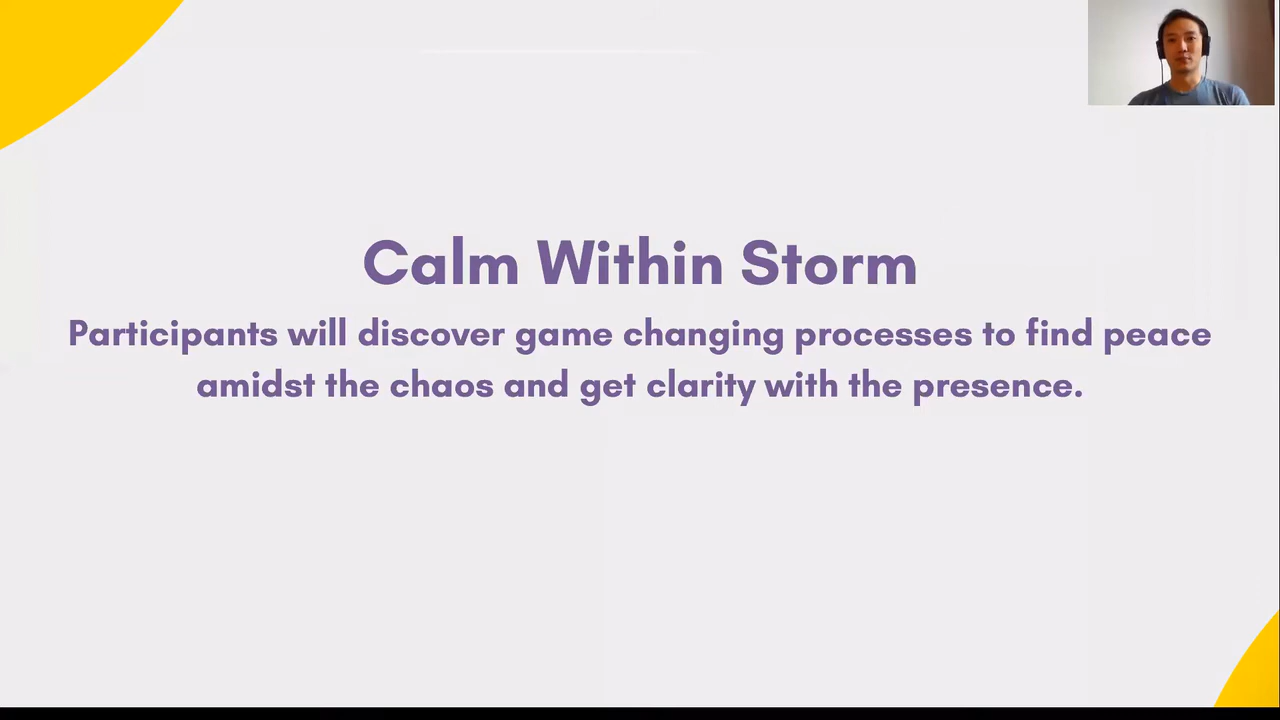 Calm Within Storm
Participants will discover game changing processes to find peace
amidst the chaos and get clarity with the presence.